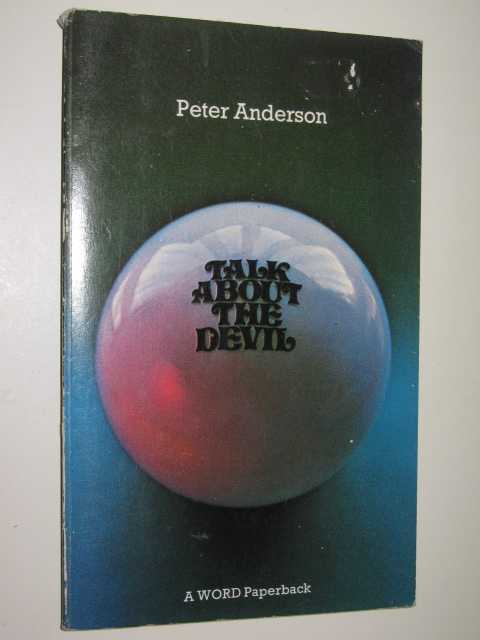 Peter Anderson
TALK
ABOUT
THE
DEVIL
A WORD Paperback